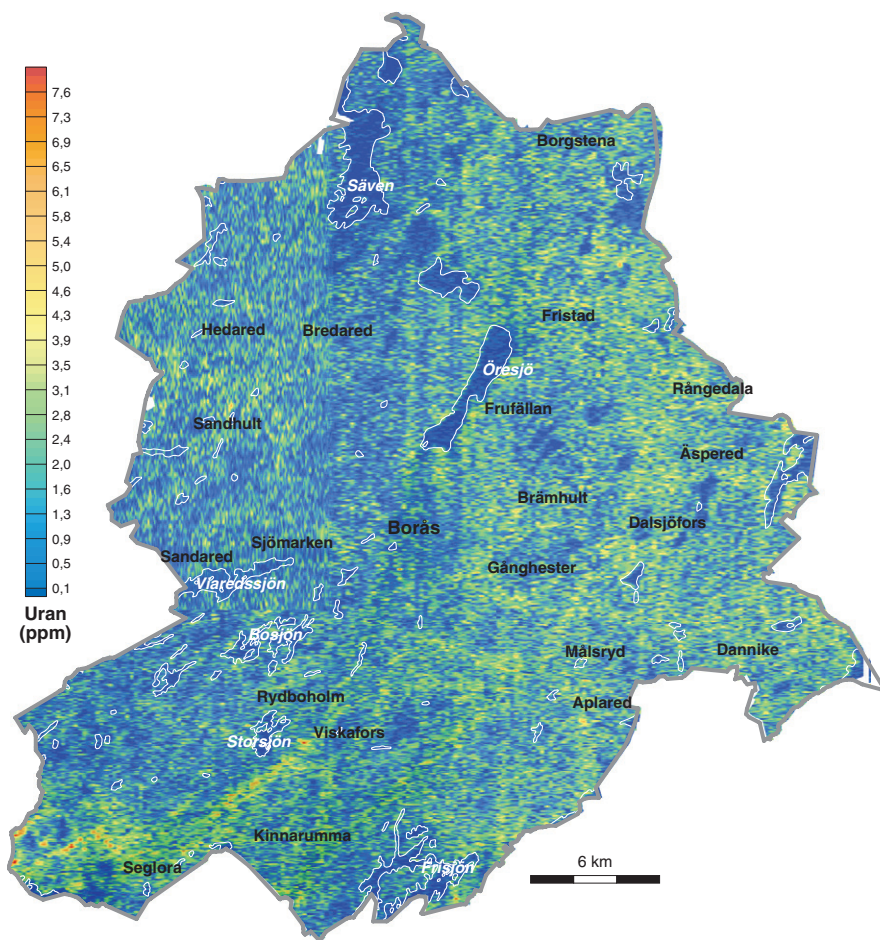 7,6
7,3
6,9
6,5
6,1
5,8
5,4
5,0
4,6
4,3
3,9
3,5
3,1
2,8
2,4
2,0
1,6
1,3
0,9
0,5
0,1
Uran
(ppm)
Borgstena
Säven
Hedared
Bredared
Fristad
Öresjö
Rångedala
Frufällan
Sandhult
Äspered
Brämhult
Dalsjöfors
Borås
Sjömarken
Sandared
Gånghester
Viaredssjön
Bosjön
Målsryd
Dannike
Rydboholm
Aplared
Viskafors
Storsjön
Kinnarumma
Seglora
Frisjön
6 km